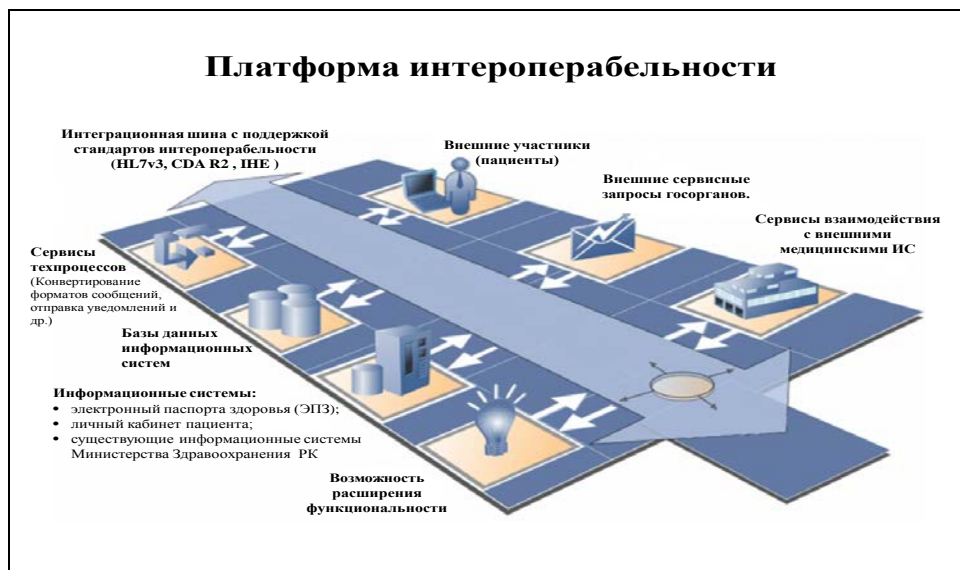 Платформа интероперабельности
Интеграционная шина с поддержкой
стандартов интероперабельности
(HL7v3, CDA R2 , IHE )
Внешние участники
(пациенты)
Внешние сервисные
запросы госорганов.
Сервисы взаимодействия
с внешними
медицинскими ИС
Сервисы
техпроцессов
(Конвертирование
форматов сообщений,
отправка уведомлений и
др.)
Базы данных
информационных
систем
Информационные системы:
• электронный паспорта здоровья (ЭПЗ);
• личный кабинет пациента;
• существующие информационные системы
Министерства Здравоохранения РК
Возможность
расширения
функциональности